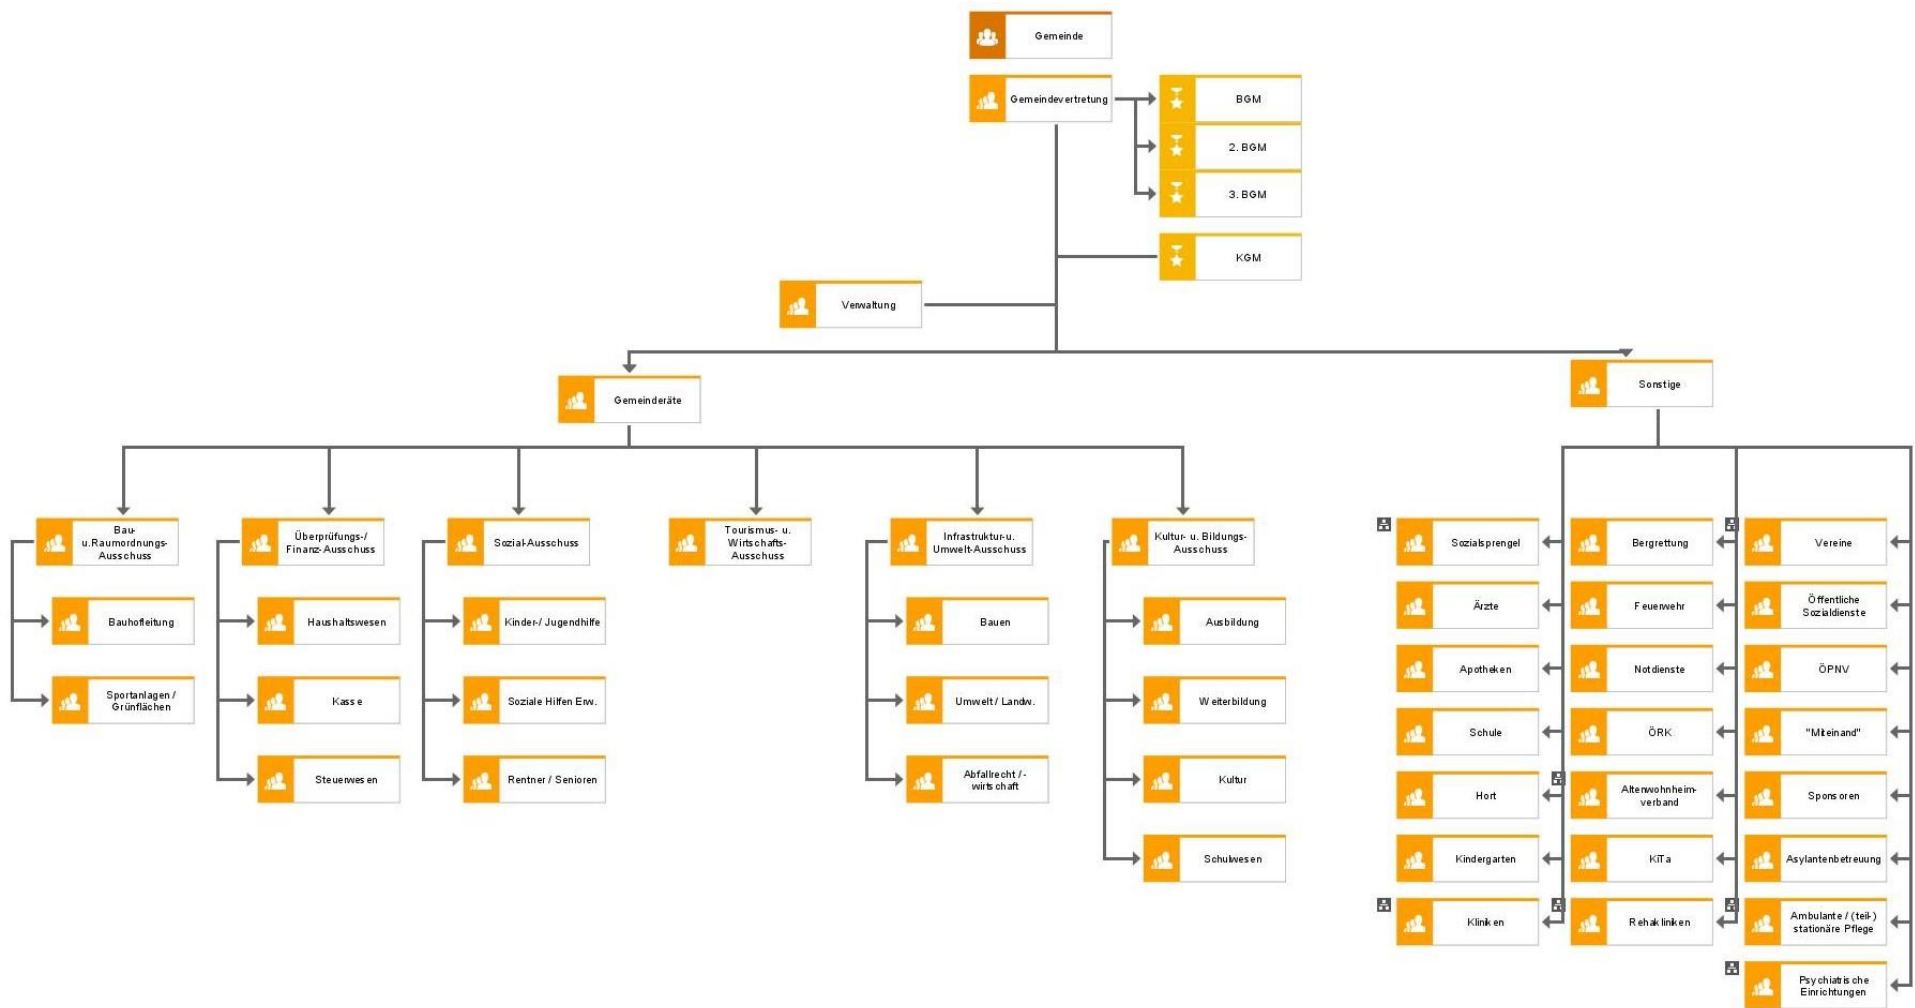 Gemeinde
Gemeindevertretung
BGM
2. BGM
3. BGM
KGM
Verwaltung
Gemeinderäte
Sonstige
Bau-
u.Raumordnungs-
Ausschuss
Überprüfungs-/
Finanz-Ausschuss
Sozial-Ausschuss
Tourismus- u.
Wirtschafts-
Ausschuss
Infrastruktur-u.
Umwelt-Ausschuss
Kultur- u. Bildungs-
Ausschuss
Bauhofleitung
Sportanlagen /
Grünflächen
Haushaltswesen
Kasse
Steuerwesen
Kinder-/ Jugendhilfe
Soziale Hilfen Erw.
Rentner / Senioren
Bauen
Umwelt / Landw.
Abfallrecht / -
wirtschaft
Ausbildung
Weiterbildung
Kultur
Schulwesen
Sozialsprengel
Ärzte
Apotheken
Schule
Hort
Kindergarten
Kliniken
Bergrettung
Feuerwehr
Notdienste
ÖRK
Altenwohnheim-
verband
KiTa
Rehakliniken
Vereine
Öffentliche
Sozialdienste
ÖPNV
"Miteinand"
Sponsoren
Asylantenbetreuung
Ambulante / (teil-)
stationäre Pflege
Psychiatrische
Einrichtungen